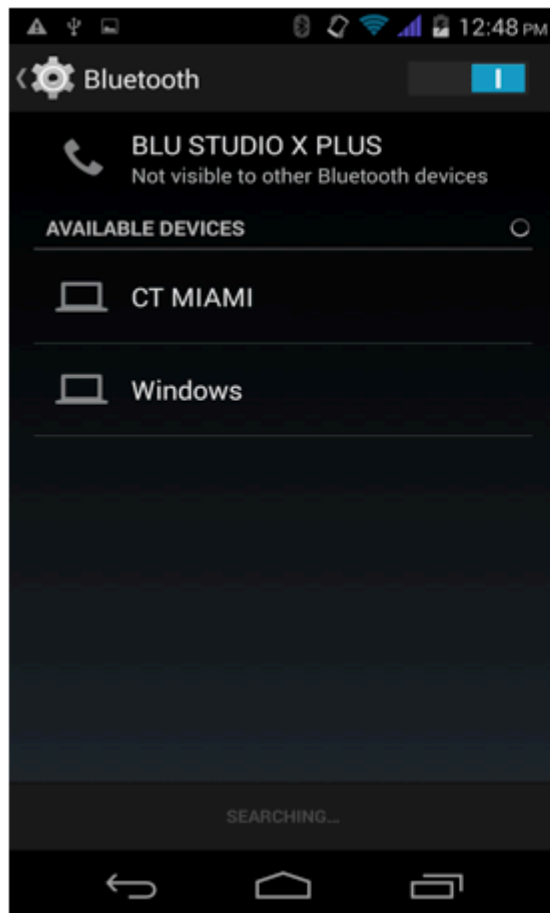 12:48 PM
Bluetooth
BLU STUDIO X PLUS
Not visible to other Bluetooth devices
AVAILABLE DEVICES
CT MIAMI
Windows
SEARCHING...